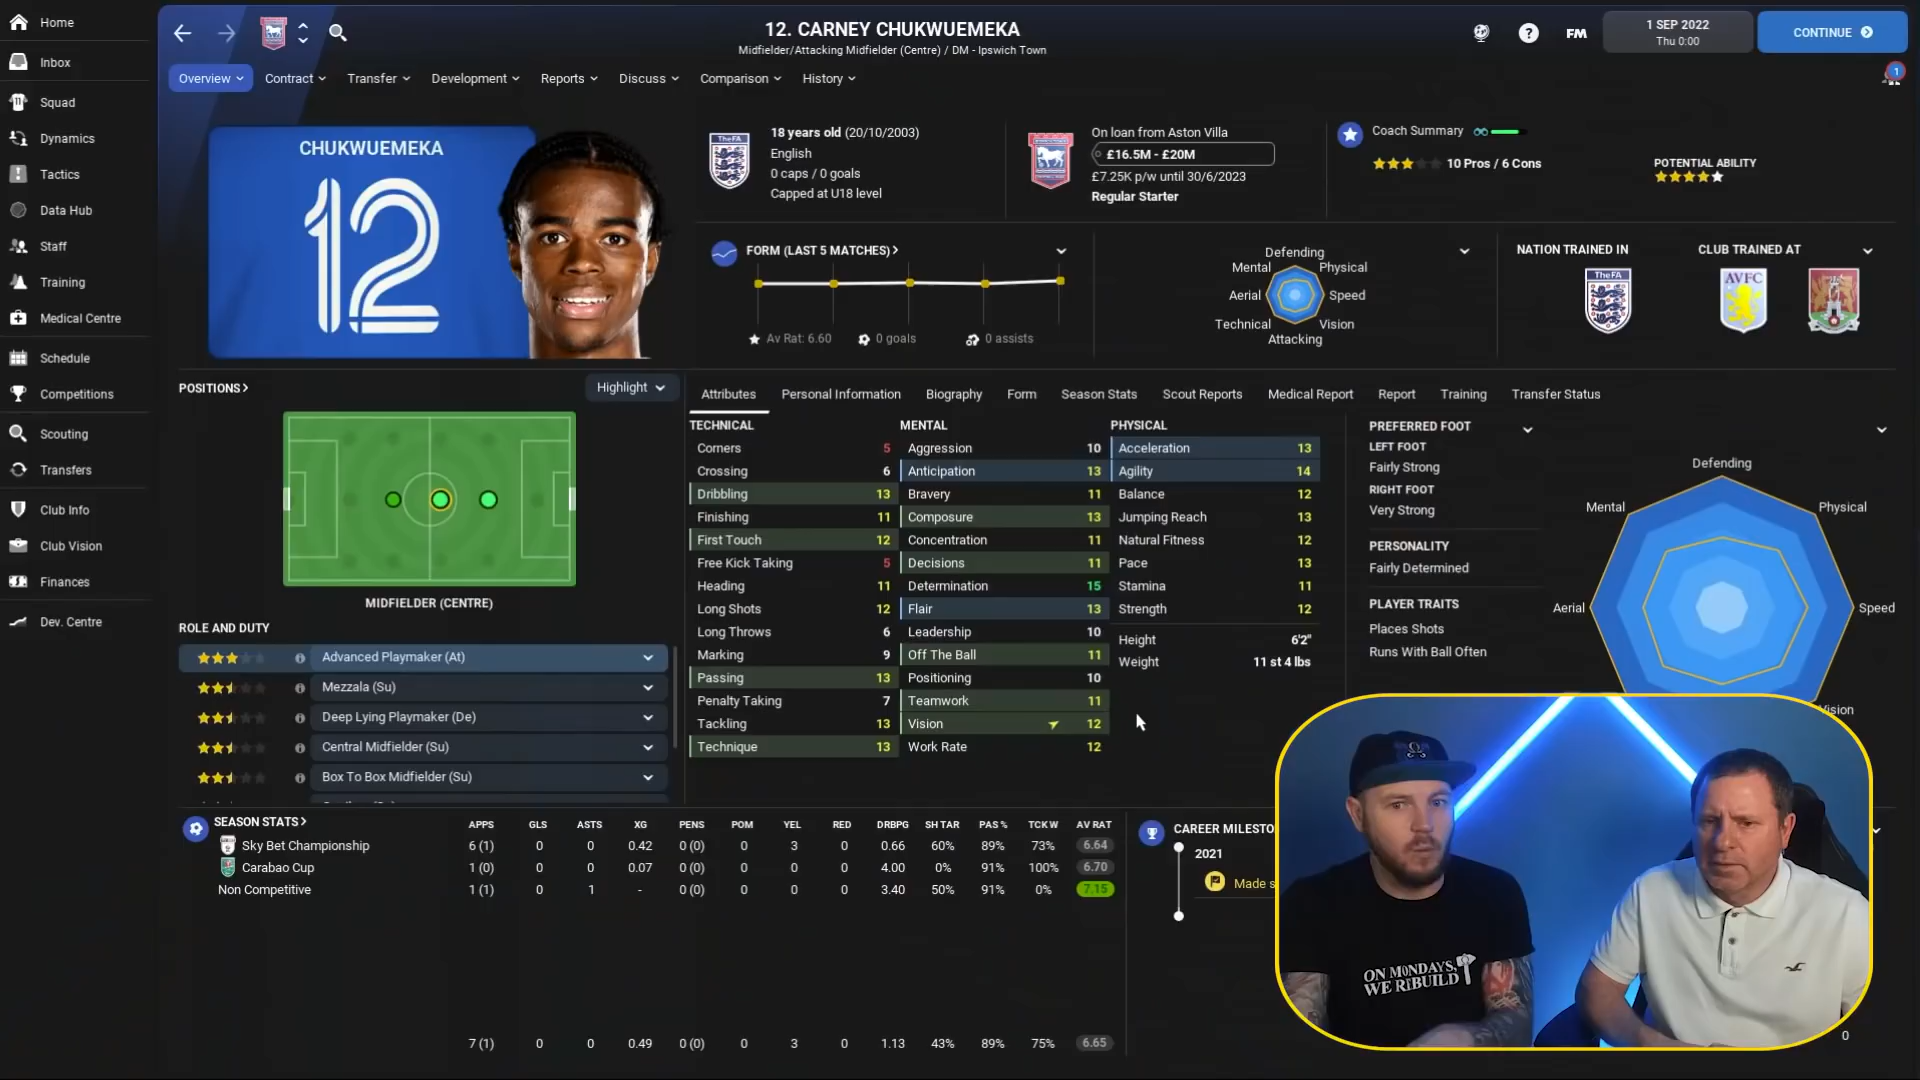 Home
Inbox
Squad
Dynamics
Tactics
Data Hub
Staff
Training
Medical Centre
Schedule
Competitions
Scouting
Transfers
Club Info
Club Vision
Finances
Dev. Centre
12. CARNEY CHUKWUEMEKA
Midfielder/Attacking Midfielder (Centre) / DM - Ipswich Town
FM
1 SEP 2022
Thu 0:00
CONTINUE
Overview
Contract
Transfer
Development
Reports
Discuss
Comparison
History
1
CHUKWUEMEKA
12
The FA
18 years old (20/10/2003)
English
0 caps / 0 goals
Capped at U18 level
On loan from Aston Villa
£16.5M - £20M
£7.25K p/w until 30/6/2023
Regular Starter
Coach Summary
10 Pros / 6 Cons
POTENTIAL ABILITY
FORM (LAST 5 MATCHES)
Av Rat: 6.60
0 goals
0 assists
Defending
Mental
Physical
Aerial
Speed
Technical
Vision
Attacking
NATION TRAINED IN
The FA
CLUB TRAINED AT
AVFC
POSITIONS
Highlight
MIDFIELDER (CENTRE)
ROLE AND DUTY
Advanced Playmaker (At)
Mezzala (Su)
Deep Lying Playmaker (De)
Central Midfielder (Su)
Box To Box Midfielder (Su)
Attributes
Personal Information
Biography
Form
Season Stats
Scout Reports
Medical Report
Report
Training
Transfer Status
TECHNICAL
Corners 5
Crossing 6
Dribbling 13
Finishing 11
First Touch 12
Free Kick Taking 5
Heading 11
Long Shots 12
Long Throws 6
Marking 9
Passing 13
Penalty Taking 7
Tackling 13
Technique 13
MENTAL
Aggression 10
Anticipation 13
Bravery 11
Composure 13
Concentration 11
Decisions 11
Determination 15
Flair 13
Leadership 10
Off The Ball 11
Positioning 10
Teamwork 11
Vision 12
Work Rate 12
PHYSICAL
Acceleration 13
Agility 14
Balance 12
Jumping Reach 13
Natural Fitness 12
Pace 13
Stamina 11
Strength 12
Height 6'2"
Weight 11 st 4 lbs
PREFERRED FOOT
LEFT FOOT
Fairly Strong
RIGHT FOOT
Very Strong
PERSONALITY
Fairly Determined
PLAYER TRAITS
Places Shots
Runs With Ball Often
Defending
Mental
Physical
Aerial
Speed
Vision
SEASON STATS
APPS GLS ASTS XG PENS POM YEL RED DRBPG SH TAR PAS % TCK W AV RAT
Sky Bet Championship 6 (1) 0 0 0.42 0 (0) 0 3 0 0.66 60% 89% 73% 6.64
Carabao Cup 1 (0) 0 0 0.07 0 (0) 0 0 0 4.00 0% 91% 100% 6.70
Non Competitive 1 (1) 0 1 - 0 (0) 0 0 0 3.40 50% 91% 0% 7.15
7 (1) 0 0 0.49 0 (0) 0 3 0 1.13 43% 89% 75% 6.65
CAREER MILESTO
2021
Made s
ON MONDAYS,
WE REBUILD
0